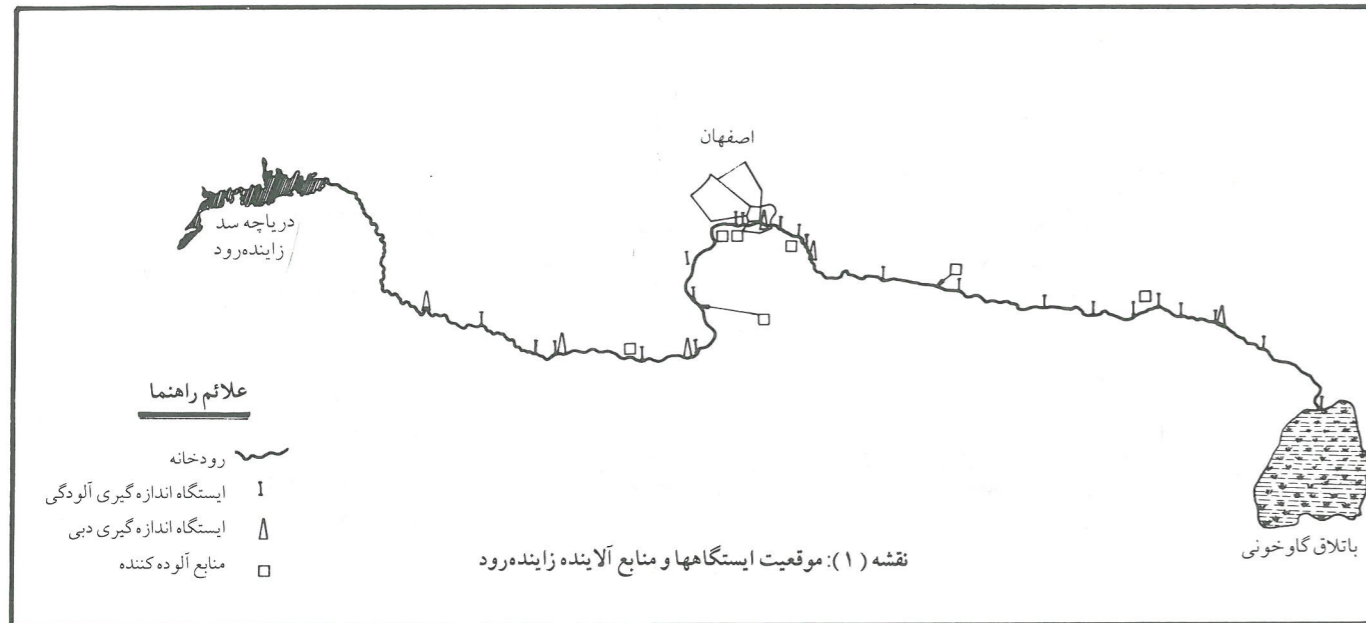 اصفهان
دریاچه سد
زاینده‌رود
علائم راهنما
رودخانه
ایستگاه اندازه گیری آلودگی
ایستگاه اندازه گیری دبی
منابع آلوده کننده
باتلاق گاوخونی
نقشه (۱): موقعیت ایستگاهها و منابع آلاینده زاینده‌رود